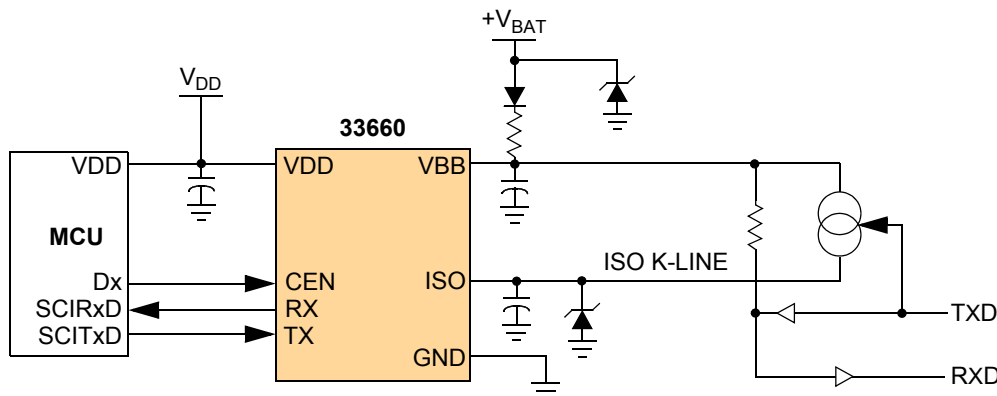 +VBAT
VDD
33660
VDD
VDD
VBB
MCU
ISO K-LINE
Dx
CEN
ISO
SCIRxD
RX
TXD
SCITxD
TX
GND
RXD